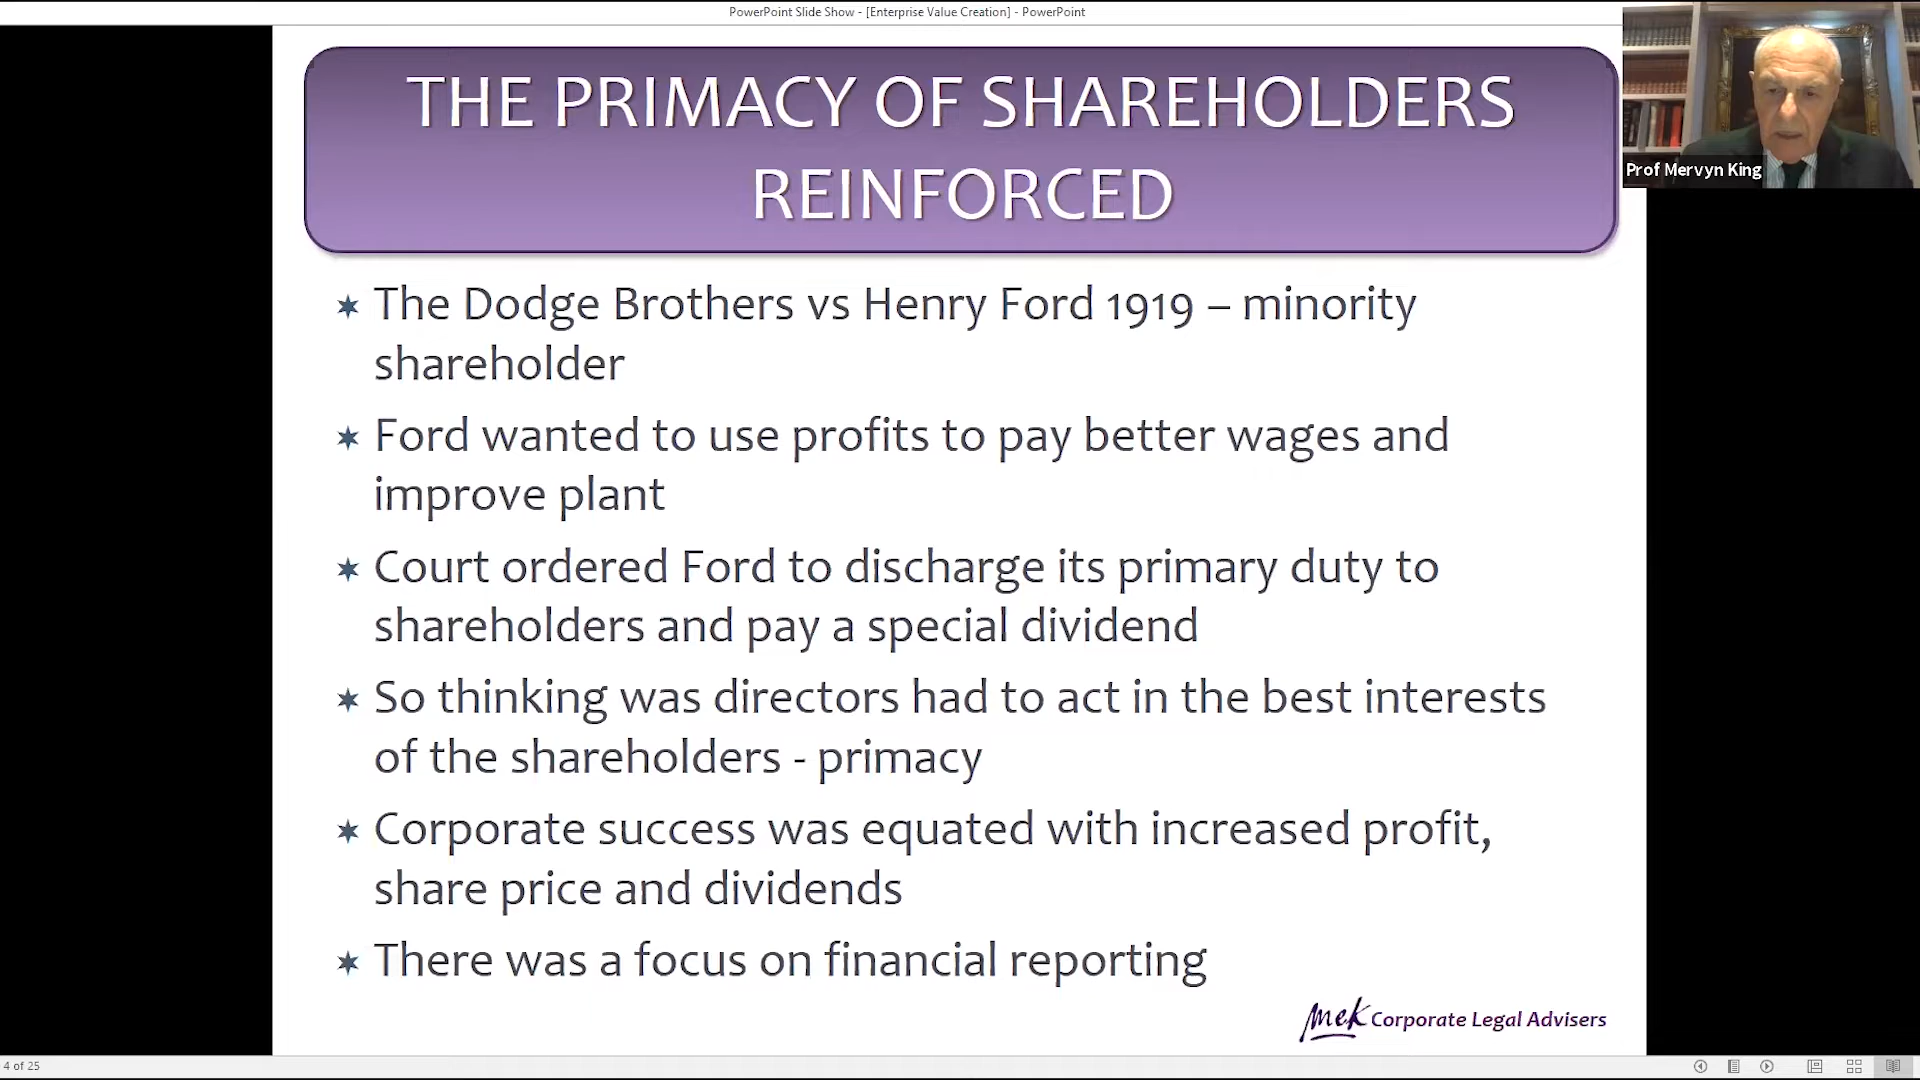 PowerPoint Slide Show - [Enterprise Value Creation] - PowerPoint
THE PRIMACY OF SHAREHOLDERS
REINFORCED
Prof Mervyn King
The Dodge Brothers vs Henry Ford 1919 – minority
shareholder
Ford wanted to use profits to pay better wages and
improve plant
Court ordered Ford to discharge its primary duty to
shareholders and pay a special dividend
So thinking was directors had to act in the best interests
of the shareholders - primacy
Corporate success was equated with increased profit,
share price and dividends
There was a focus on financial reporting
mek Corporate Legal Advisers
4 of 25